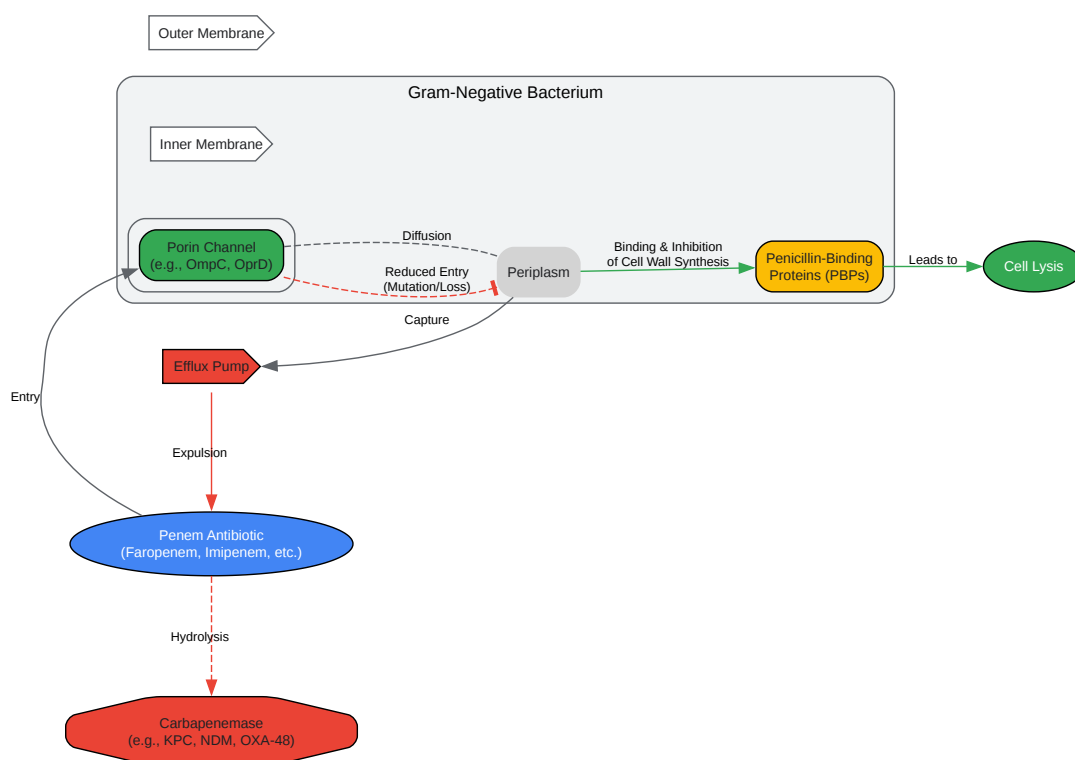 Outer Membrane
Gram-Negative Bacterium
Inner Membrane
Porin Channel
(e.g., OmpC, OprD)
Diffusion
Reduced Entry
(Mutation/Loss)
Periplasm
Binding & Inhibition
of Cell Wall Synthesis
Penicillin-Binding
Proteins (PBPs)
Leads to
Cell Lysis
Capture
Efflux Pump
Entry
Expulsion
Penem Antibiotic
(Faropenem, Imipenem, etc.)
Hydrolysis
Carbapenemase
(e.g., KPC, NDM, OXA-48)